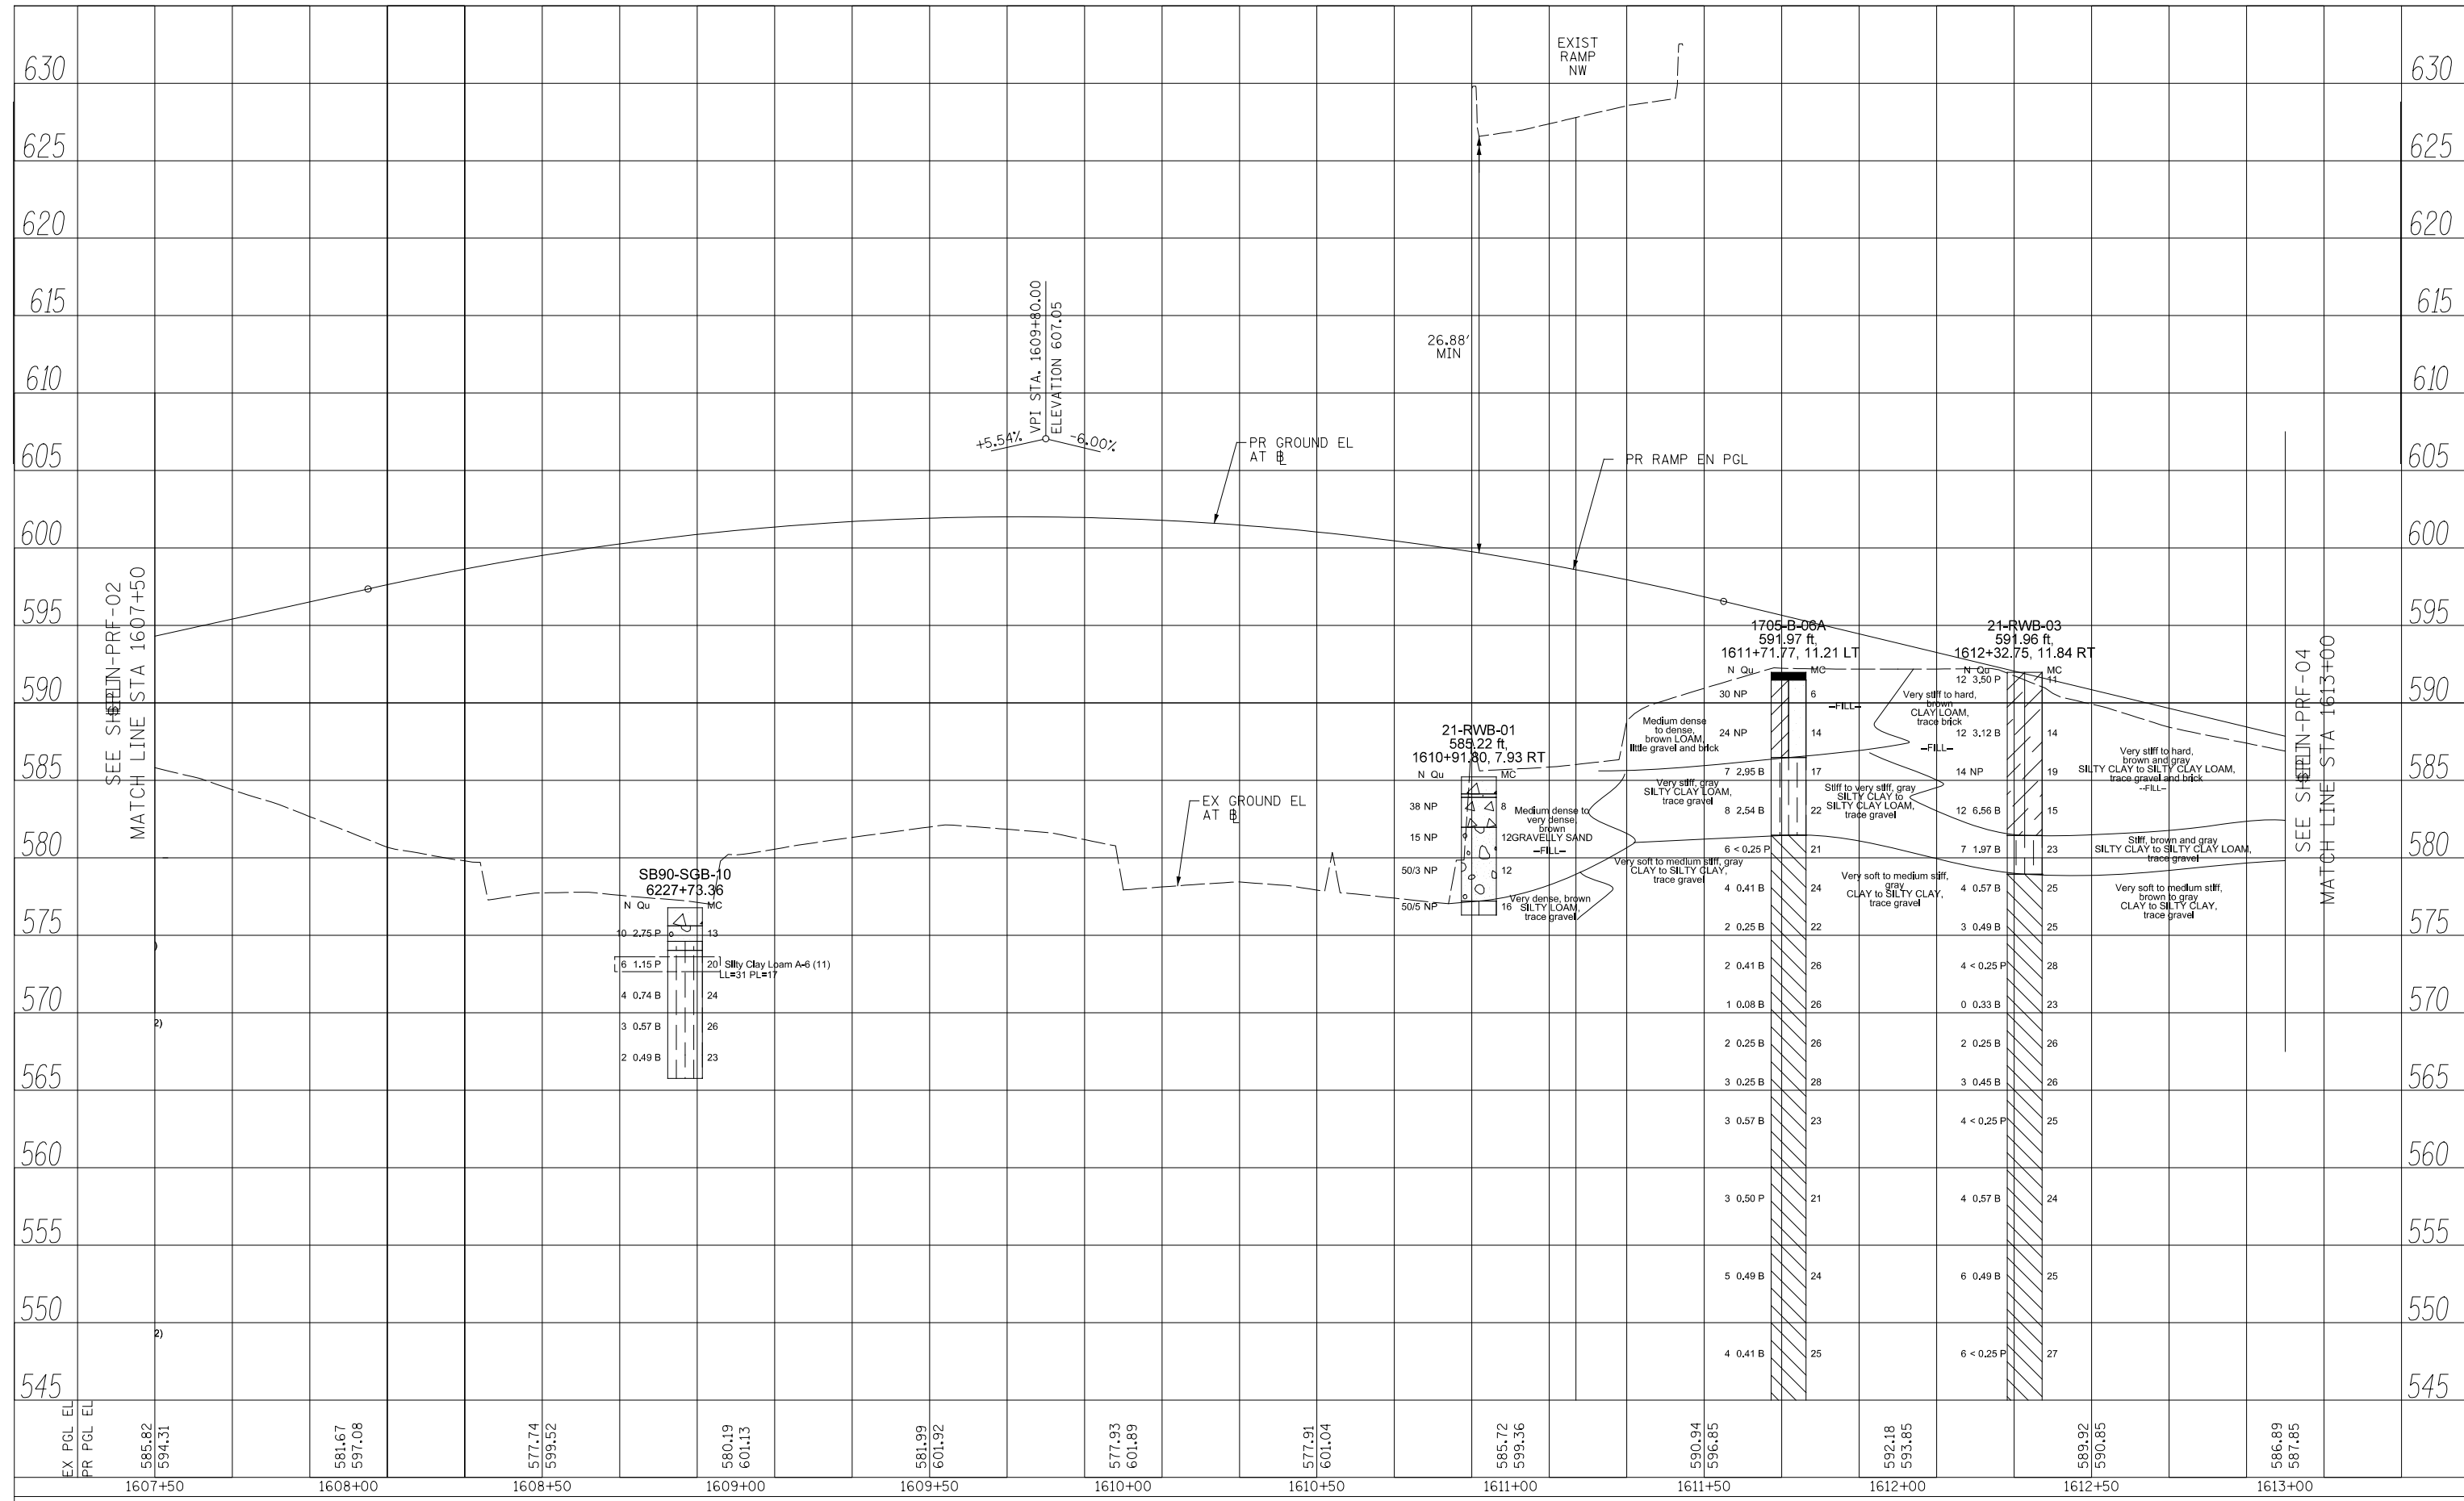 EXIST
RAMP
NW
630
630
625
625
620
620
615
615
610
610
605
605
600
600
595
595
590
590
585
585
580
580
575
575
570
570
565
565
560
560
555
555
550
550
545
545
26.88'
MIN
VPI STA. 1609+80.00
ELEVATION 607.05
+5.54%
-6.00%
PR GROUND EL
AT BL
PR RAMP EN PGL
EX GROUND EL
AT BL
-PRF-02
MATCH LINE STA 1607+50
-PRF-04
MATCH LINE STA 1613+00
SB90-SGB-10
6227+73.36
N Qu MC
10 2.75 P 13
6 1.15 P 20 Silty Clay Loam A-6 (11)
LL=31 PL=17
4 0.74 B 24
3 0.57 B 26
2 0.49 B 23
21-RWB-01
585.22 ft,
1610+91.80, 7.93 RT
N Qu MC
38 NP 8
15 NP 12
50/3 NP 12
50/5 NP 16
Medium dense to
very dense,
brown
GRAVELLY SAND
--FILL--
Very dense, brown
SILTY LOAM,
trace gravel
Medium dense
to dense,
brown LOAM,
little gravel and brick
Very stiff, gray
SILTY CLAY LOAM,
trace gravel
Very soft to medium stiff, gray
CLAY to SILTY CLAY,
trace gravel
1705-B-06A
591.97 ft,
1611+71.77, 11.21 LT
N Qu MC
30 NP 6
--FILL--
24 NP 14
7 2.95 B 17
8 2.54 B 22
6 < 0.25 P 21
4 0.41 B 24
2 0.25 B 22
2 0.41 B 26
1 0.08 B 26
2 0.25 B 26
3 0.25 B 28
3 0.57 B 23
3 0.50 P 21
5 0.49 B 24
4 0.41 B 25
Very stiff to hard,
brown
CLAY LOAM,
trace brick
--FILL--
Stiff to very stiff, gray
SILTY CLAY to
SILTY CLAY LOAM,
trace gravel
Very soft to medium stiff,
gray
CLAY to SILTY CLAY,
trace gravel
21-RWB-03
591.96 ft,
1612+32.75, 11.84 RT
N Qu MC
12 3.50 P 11
12 3.12 B 14
14 NP 19
12 6.56 B 15
7 1.97 B 23
4 0.57 B 25
3 0.49 B 25
4 < 0.25 P 28
0 0.33 B 23
2 0.25 B 26
3 0.45 B 26
4 < 0.25 P 25
4 0.57 B 24
6 0.49 B 25
6 < 0.25 P 27
Very stiff to hard,
brown and gray
SILTY CLAY to SILTY CLAY LOAM,
trace gravel and brick
--FILL--
Stiff, brown and gray
SILTY CLAY to SILTY CLAY LOAM,
trace gravel
Very soft to medium stiff,
brown to gray
CLAY to SILTY CLAY,
trace gravel
)
2)
2)
EX PGL EL
PR PGL EL
585.82
594.31
581.67
597.08
577.74
599.52
580.19
601.13
581.99
601.92
577.93
601.89
577.91
601.04
585.72
599.36
590.94
596.85
592.18
593.85
589.92
590.85
586.89
587.85
1607+50
1608+00
1608+50
1609+00
1609+50
1610+00
1610+50
1611+00
1611+50
1612+00
1612+50
1613+00